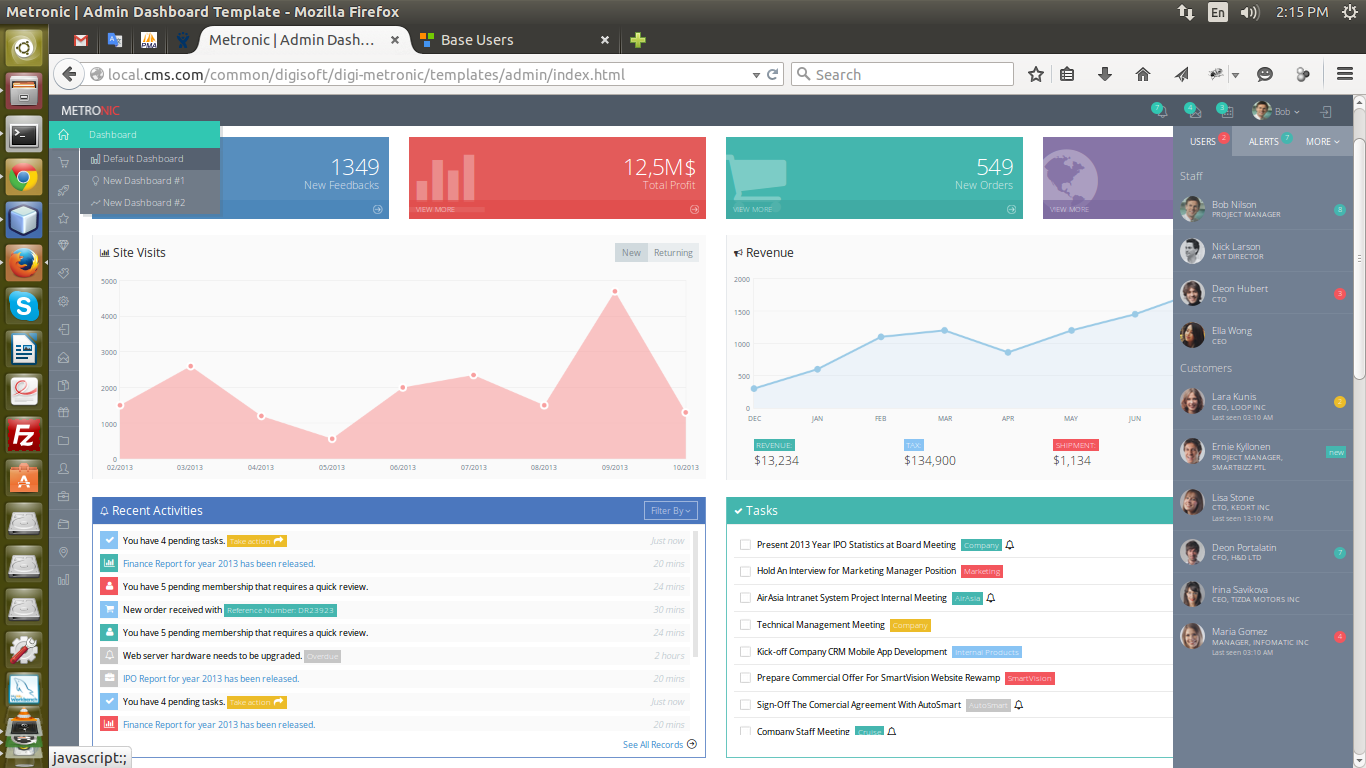 Metronic | Admin Dashboard Template - Mozilla Firefox
En
2:15 PM
Metronic | Admin Dash...
Base Users
local.cms.com/common/digisoft/digi-metronic/templates/admin/index.html
Search
METRONIC
7
4
3
Bob
Dashboard
Default Dashboard
New Dashboard #1
New Dashboard #2
1349
New Feedbacks
12,5M$
Total Profit
VIEW MORE
549
New Orders
VIEW MORE
VIEW MORE
USERS 2
ALERTS 7
MORE
Staff
Bob Nilson
PROJECT MANAGER
8
Nick Larson
ART DIRECTOR
Deon Hubert
CTO
3
Ella Wong
CEO
Customers
Lara Kunis
CEO, LOOP INC
Last seen 03:10 AM
2
Ernie Kyllonen
PROJECT MANAGER,
SMARTBIZZ PTL
new
Lisa Stone
CTO, KEORT INC
Last seen 13:10 PM
Deon Portalatin
CFO, H&D LTD
7
Irina Savikova
CEO, TIZDA MOTORS INC
Maria Gomez
MANAGER, INFOMATIC INC
Last seen 03:10 AM
4
Site Visits
New
Returning
5000
4000
3000
2000
1000
0
02/2013
03/2013
04/2013
05/2013
06/2013
07/2013
08/2013
09/2013
10/2013
Revenue
2000
1500
1000
500
0
DEC
JAN
FEB
MAR
APR
MAY
JUN
REVENUE:
$13,234
TAX:
$134,900
SHIPMENT:
$1,134
Recent Activities
Filter By
You have 4 pending tasks. Take action
Just now
Finance Report for year 2013 has been released.
20 mins
You have 5 pending membership that requires a quick review.
24 mins
New order received with Reference Number: DR23923
30 mins
You have 5 pending membership that requires a quick review.
24 mins
Web server hardware needs to be upgraded. Overdue
2 hours
IPO Report for year 2013 has been released.
20 mins
You have 4 pending tasks. Take action
Just now
Finance Report for year 2013 has been released.
20 mins
See All Records
Tasks
Present 2013 Year IPO Statistics at Board Meeting Company
Hold An Interview for Marketing Manager Position Marketing
AirAsia Intranet System Project Internal Meeting AirAsia
Technical Management Meeting Company
Kick-off Company CRM Mobile App Development Internal Products
Prepare Commercial Offer For SmartVision Website Rewamp SmartVision
Sign-Off The Comercial Agreement With AutoSmart AutoSmart
Company Staff Meeting Cruise
javascript:;